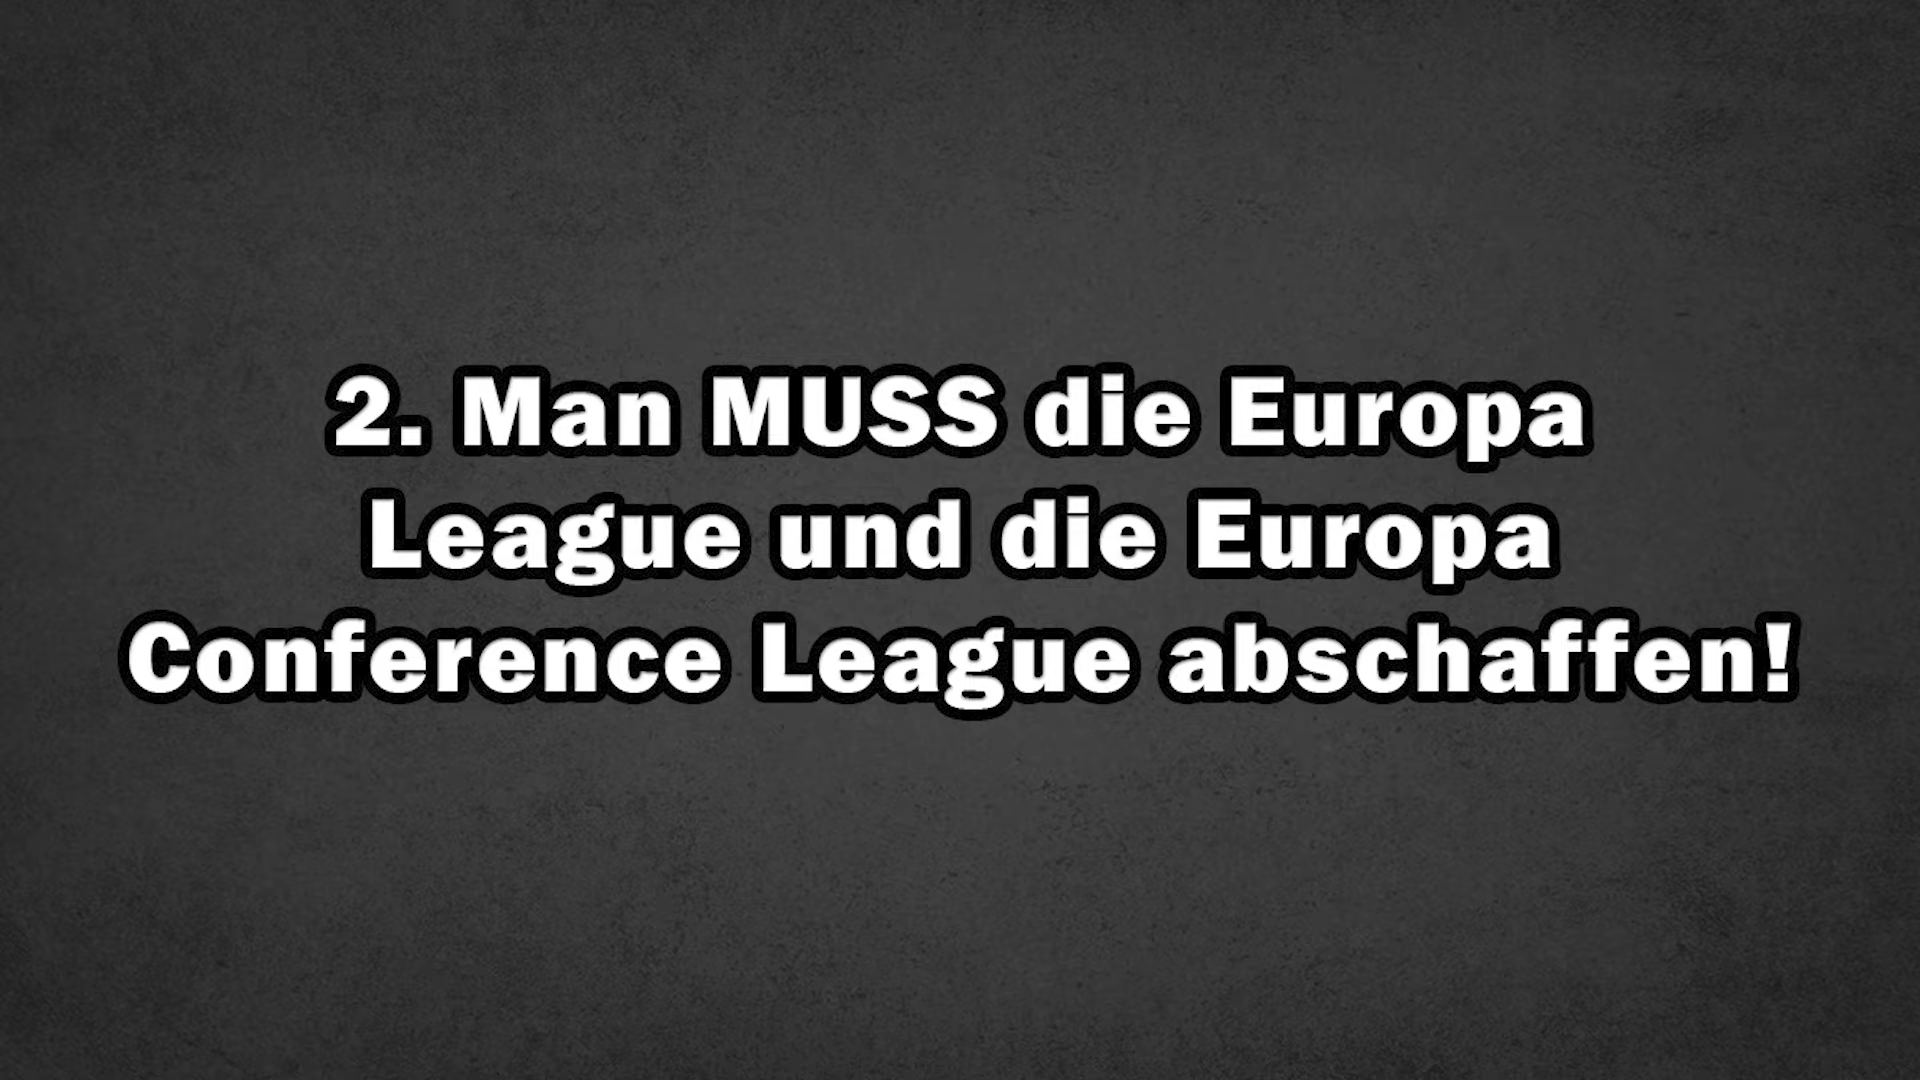 2. Man MUSS die Europa
League und die Europa
Conference League abschaffen!